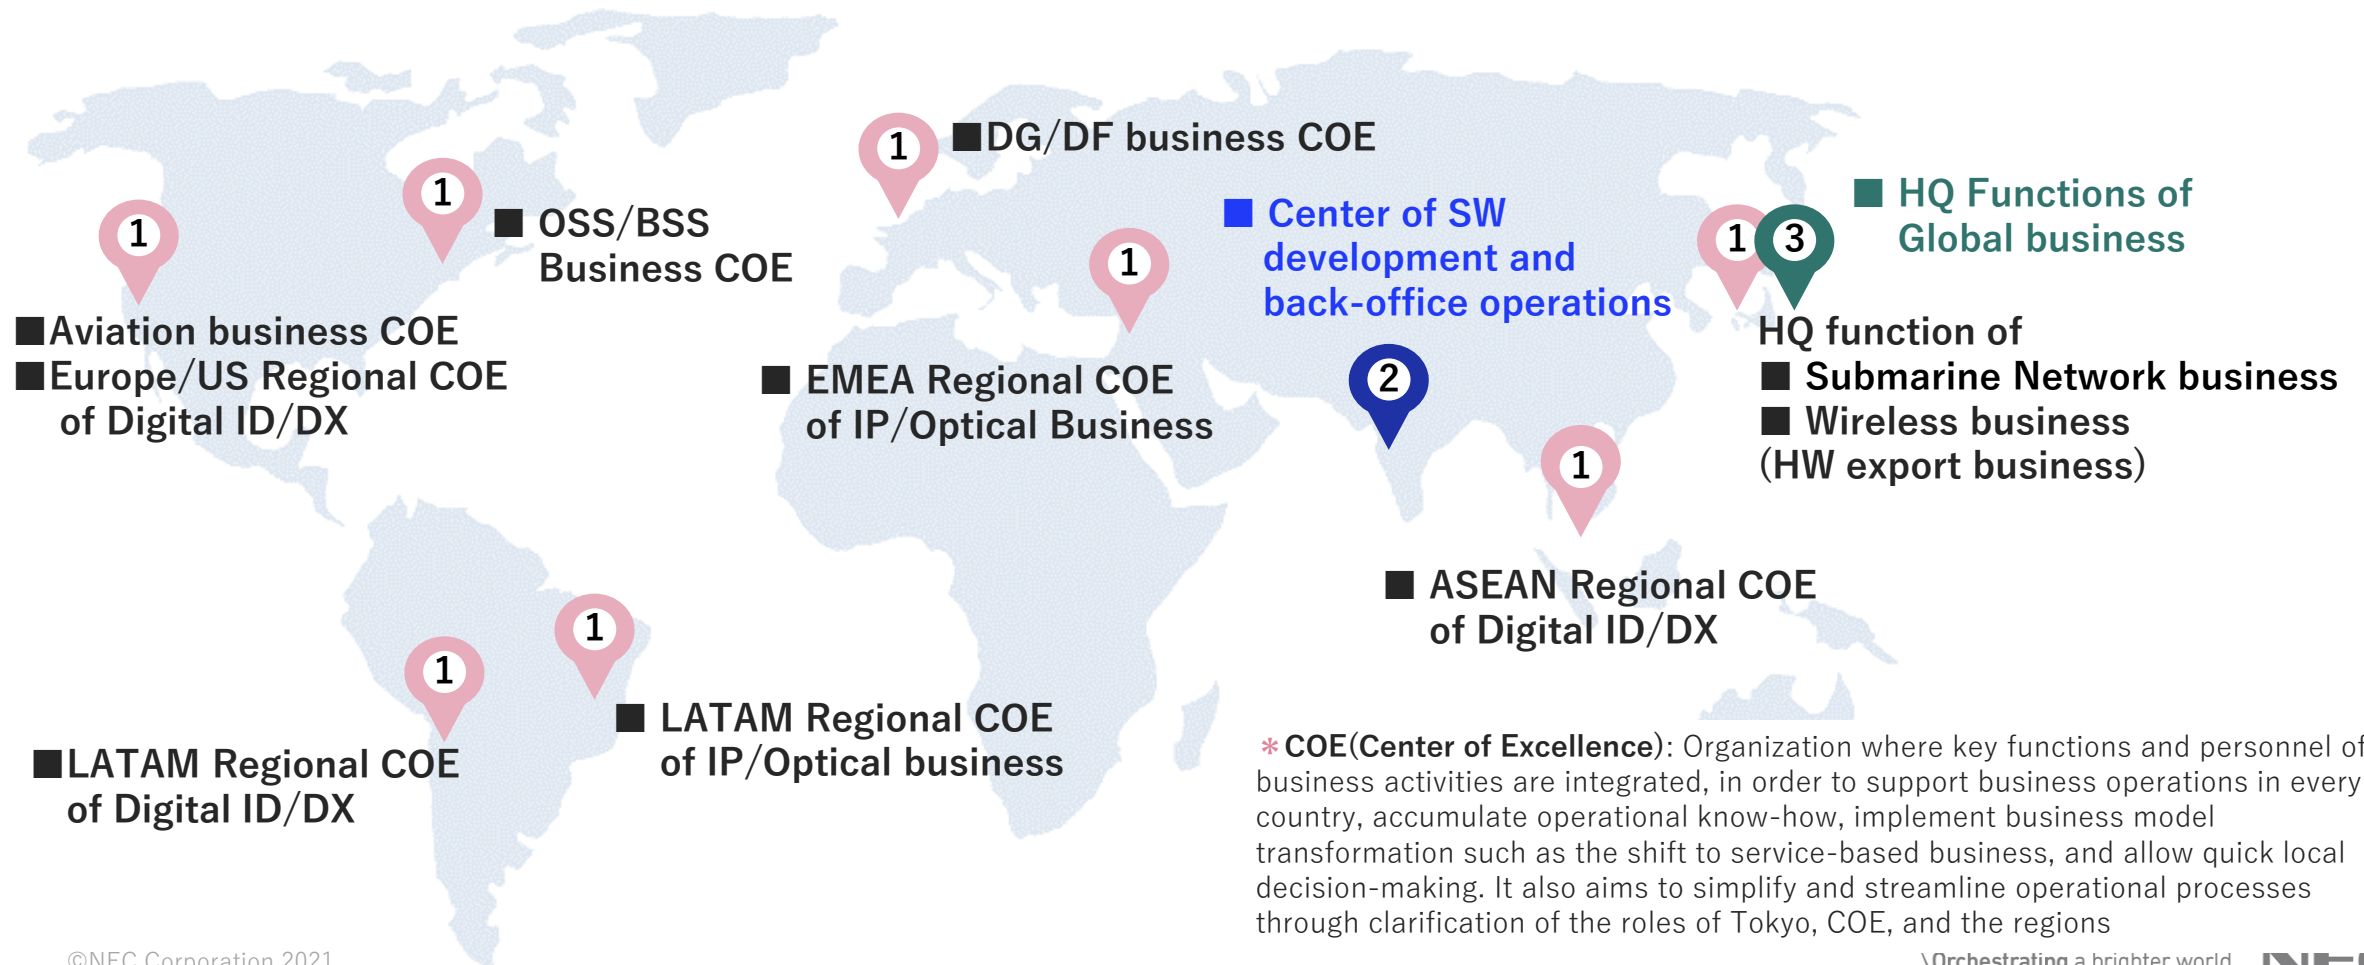 1
■DG/DF business COE
1
■ OSS/BSS
Business COE
1
■Aviation business COE
■Europe/US Regional COE
of Digital ID/DX
1
■ EMEA Regional COE
of IP/Optical Business
■ Center of SW
development and
back-office operations
2
1 3
■ HQ Functions of
Global business
HQ function of
■ Submarine Network business
■ Wireless business
(HW export business)
1
■ ASEAN Regional COE
of Digital ID/DX
1
■ LATAM Regional COE
of IP/Optical business
1
■LATAM Regional COE
of Digital ID/DX
*COE(Center of Excellence): Organization where key functions and personnel of
business activities are integrated, in order to support business operations in every
country, accumulate operational know-how, implement business model
transformation such as the shift to service-based business, and allow quick local
decision-making. It also aims to simplify and streamline operational processes
through clarification of the roles of Tokyo, COE, and the regions
©NEC Corporation 2021
\Orchestrating a brighter world